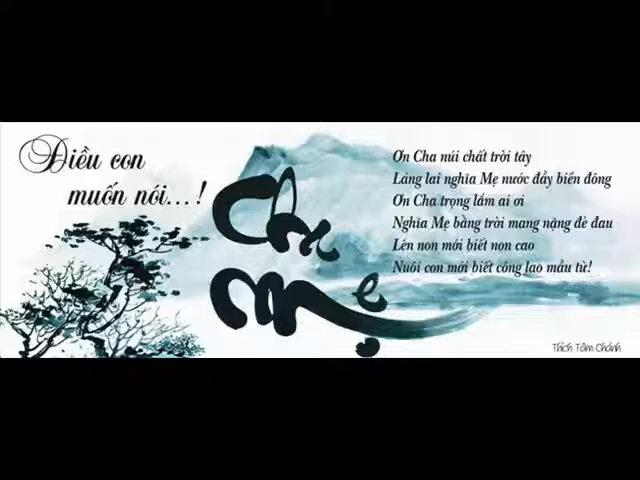 Điều con
muốn nói...!
Cha
Mẹ
Ơn Cha núi chất trời tây
Láng lai nghĩa Mẹ nước đầy biển đông
Ơn Cha trọng lắm ai ơi
Nghĩa Mẹ bằng trời mang nặng đẻ đau
Lên non mới biết non cao
Nuôi con mới biết công lao mẫu từ!
Thích Tâm Chánh